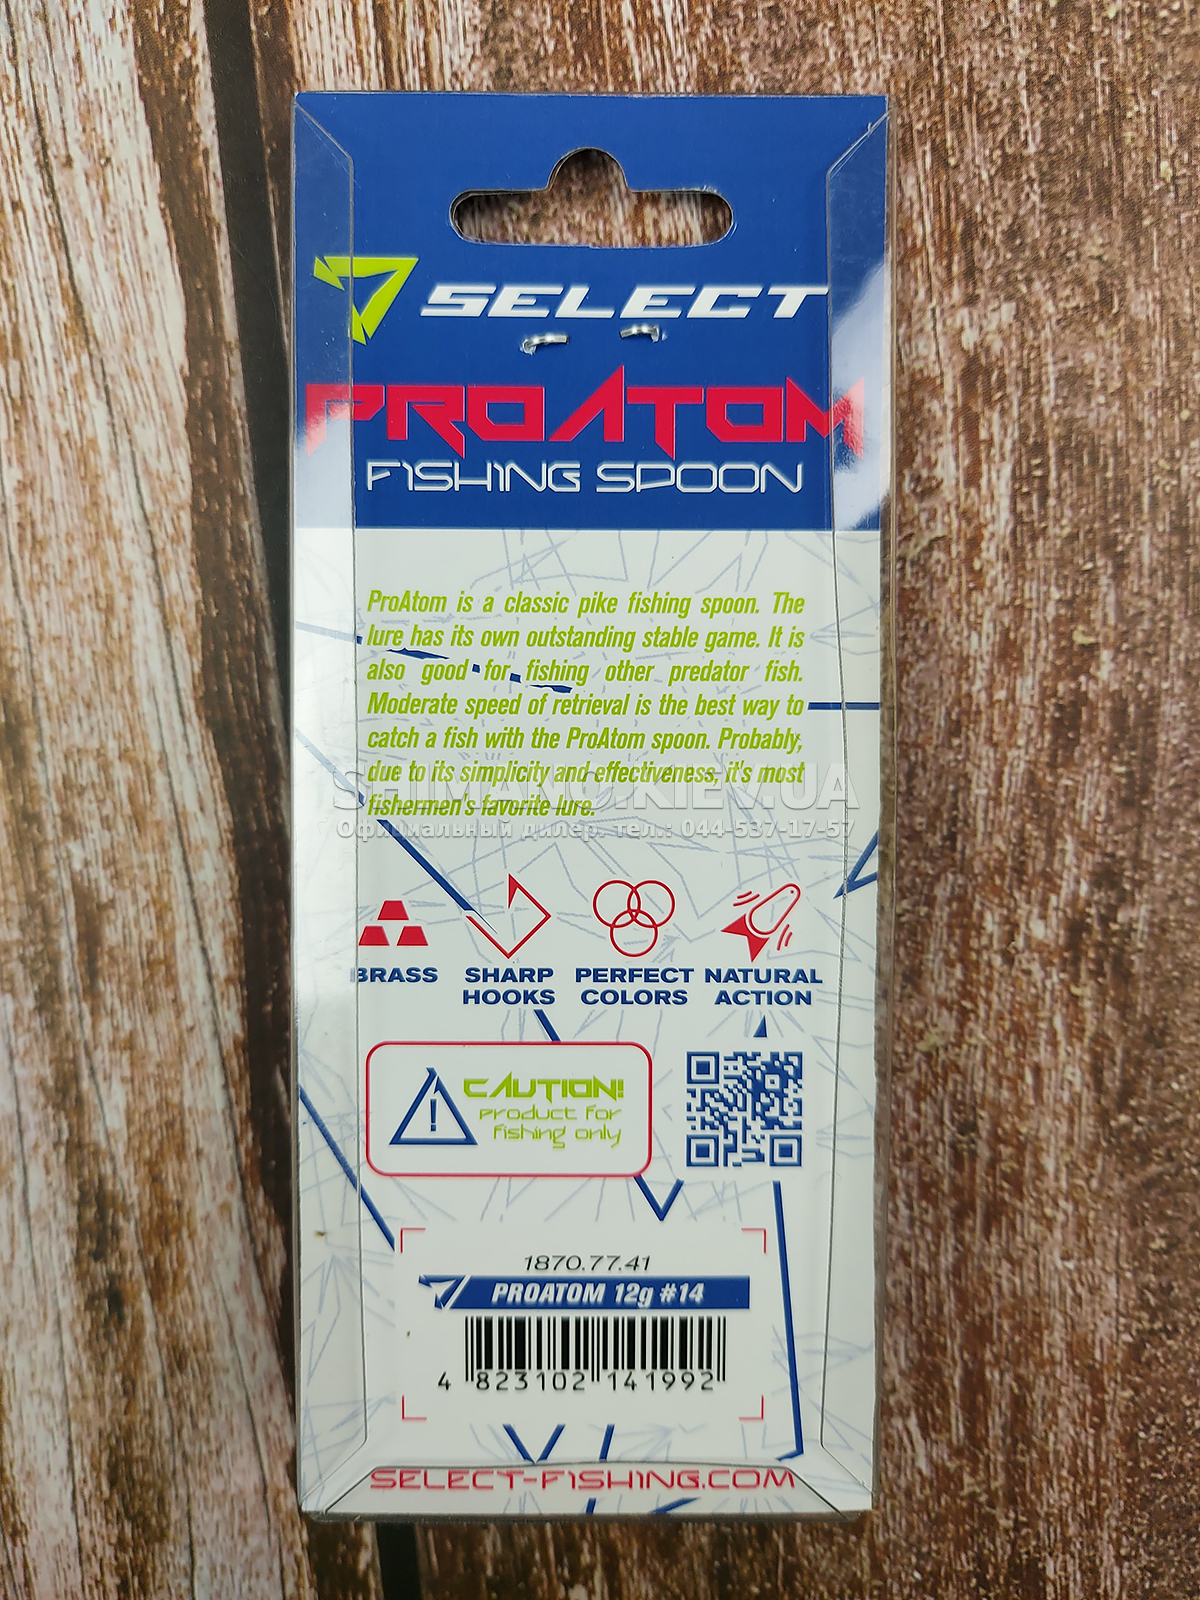 SELECT
PROATOM
FISHING SPOON
ProAtom is a classic pike fishing spoon. The
lure has its own outstanding stable game. It is
also good for fishing other predator fish.
Moderate speed of retrieval is the best way to
catch a fish with the ProAtom spoon. Probably,
due to its simplicity and effectiveness, it's most
fishermen's favorite lure.
SHIMANO.KIEV.UA
Официальный дилер. тел.: 044-537-17-57
BRASS
SHARP
HOOKS
PERFECT
COLORS
NATURAL
ACTION
CAUTION!
product for
fishing only
1870.77.41
PROATOM 12g #14
4 823102 141992
SELECT-FISHING.COM